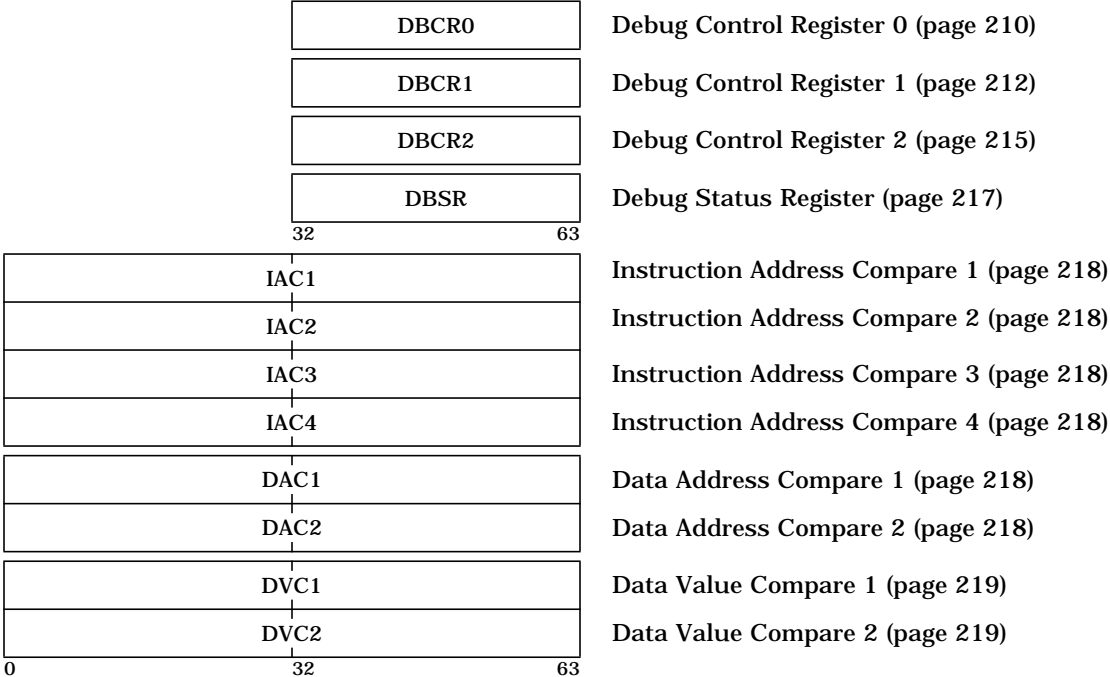 DBCR0 Debug Control Register 0 (page 210)
DBCR1 Debug Control Register 1 (page 212)
DBCR2 Debug Control Register 2 (page 215)
DBSR Debug Status Register (page 217)
32 63
IAC1 Instruction Address Compare 1 (page 218)
IAC2 Instruction Address Compare 2 (page 218)
IAC3 Instruction Address Compare 3 (page 218)
IAC4 Instruction Address Compare 4 (page 218)
DAC1 Data Address Compare 1 (page 218)
DAC2 Data Address Compare 2 (page 218)
DVC1 Data Value Compare 1 (page 219)
DVC2 Data Value Compare 2 (page 219)
0 32 63